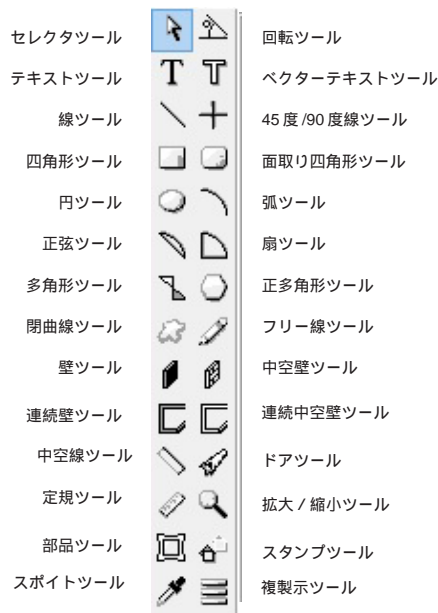 セレクタツール
回転ツール
テキストツール
ベクターテキストツール
線ツール
45度/90度線ツール
四角形ツール
面取り四角形ツール
円ツール
弧ツール
正弦ツール
扇ツール
多角形ツール
正多角形ツール
閉曲線ツール
フリー線ツール
壁ツール
中空壁ツール
連続壁ツール
連続中空壁ツール
中空線ツール
ドアツール
定規ツール
拡大/縮小ツール
部品ツール
スタンプツール
スポイトツール
複製示ツール